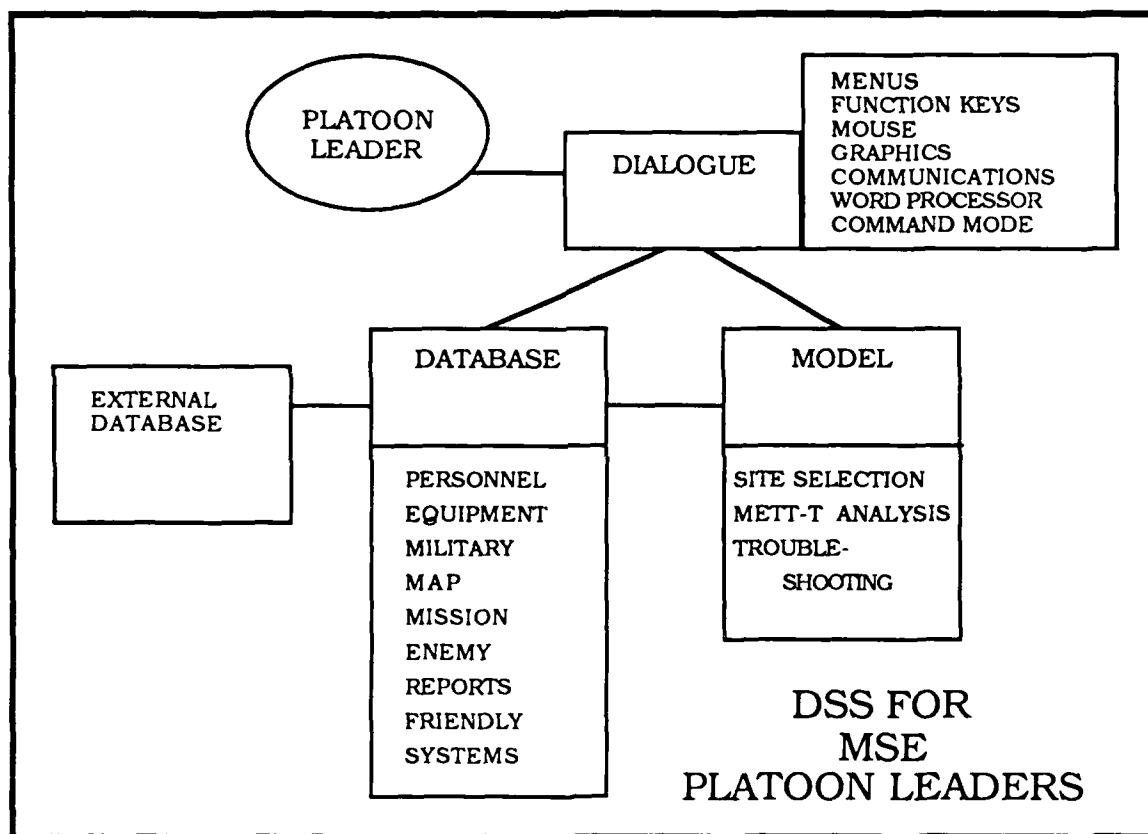 PLATOON
LEADER
DIALOGUE
MENUS
FUNCTION KEYS
MOUSE
GRAPHICS
COMMUNICATIONS
WORD PROCESSOR
COMMAND MODE
EXTERNAL
DATABASE
DATABASE
PERSONNEL
EQUIPMENT
MILITARY
MAP
MISSION
ENEMY
REPORTS
FRIENDLY
SYSTEMS
MODEL
SITE SELECTION
METT-T ANALYSIS
TROUBLE-
SHOOTING
DSS FOR
MSE
PLATOON LEADERS